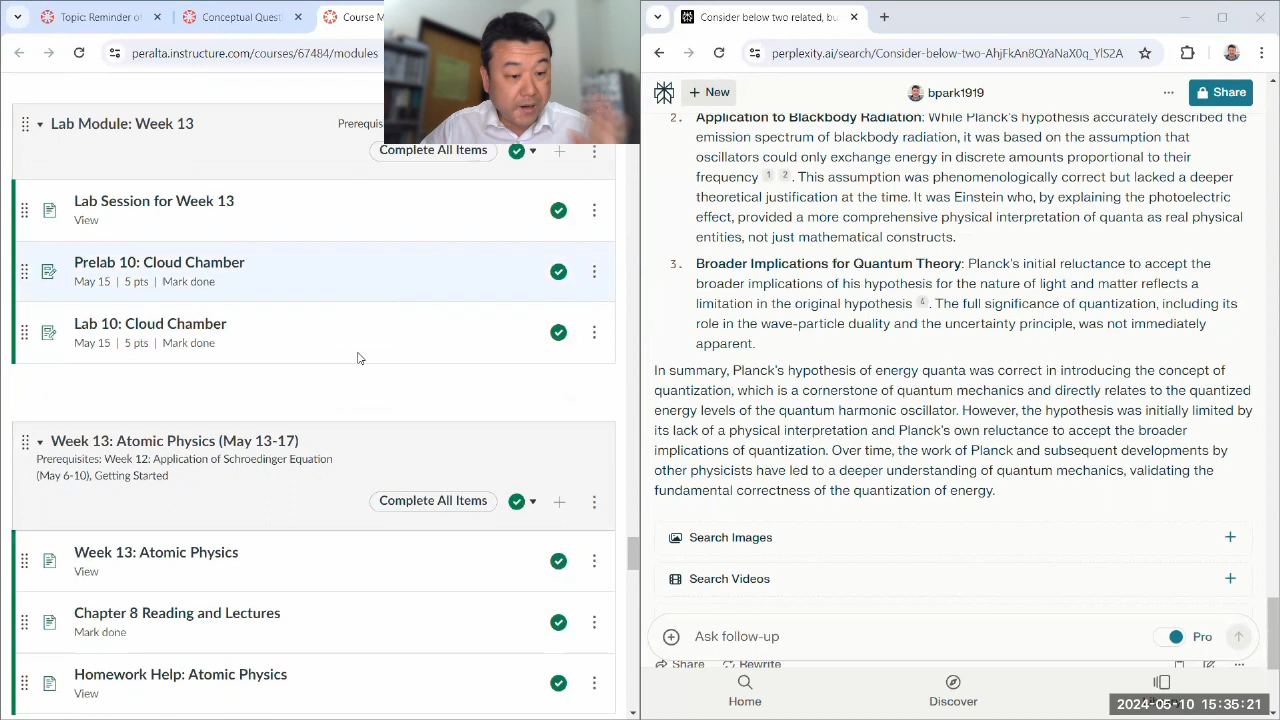 Topic: Reminder of
Conceptual Quest
Course M
peralta.instructure.com/courses/67484/modules
Lab Module: Week 13
Prerequis
Complete All Items
Lab Session for Week 13
View
Prelab 10: Cloud Chamber
May 15 | 5 pts | Mark done
Lab 10: Cloud Chamber
May 15 | 5 pts | Mark done
Week 13: Atomic Physics (May 13-17)
Prerequisites: Week 12: Application of Schroedinger Equation
(May 6-10), Getting Started
Complete All Items
Week 13: Atomic Physics
View
Chapter 8 Reading and Lectures
Mark done
Homework Help: Atomic Physics
View
Consider below two related, bu
perplexity.ai/search/Consider-below-two-AhjFkAn8QYaNaX0q_YlS2A
New
bpark1919
Share
2. Application to Blackbody Radiation: While Planck's hypothesis accurately described the
emission spectrum of blackbody radiation, it was based on the assumption that
oscillators could only exchange energy in discrete amounts proportional to their
frequency 1 2 . This assumption was phenomenologically correct but lacked a deeper
theoretical justification at the time. It was Einstein who, by explaining the photoelectric
effect, provided a more comprehensive physical interpretation of quanta as real physical
entities, not just mathematical constructs.
3. Broader Implications for Quantum Theory: Planck's initial reluctance to accept the
broader implications of his hypothesis for the nature of light and matter reflects a
limitation in the original hypothesis 4 . The full significance of quantization, including its
role in the wave-particle duality and the uncertainty principle, was not immediately
apparent.
In summary, Planck's hypothesis of energy quanta was correct in introducing the concept of
quantization, which is a cornerstone of quantum mechanics and directly relates to the quantized
energy levels of the quantum harmonic oscillator. However, the hypothesis was initially limited by
its lack of a physical interpretation and Planck's own reluctance to accept the broader
implications of quantization. Over time, the work of Planck and subsequent developments by
other physicists have led to a deeper understanding of quantum mechanics, validating the
fundamental correctness of the quantization of energy.
Search Images
Search Videos
Ask follow-up
Pro
Share
Rewrite
Home
Discover
2024-05-10 15:35:21